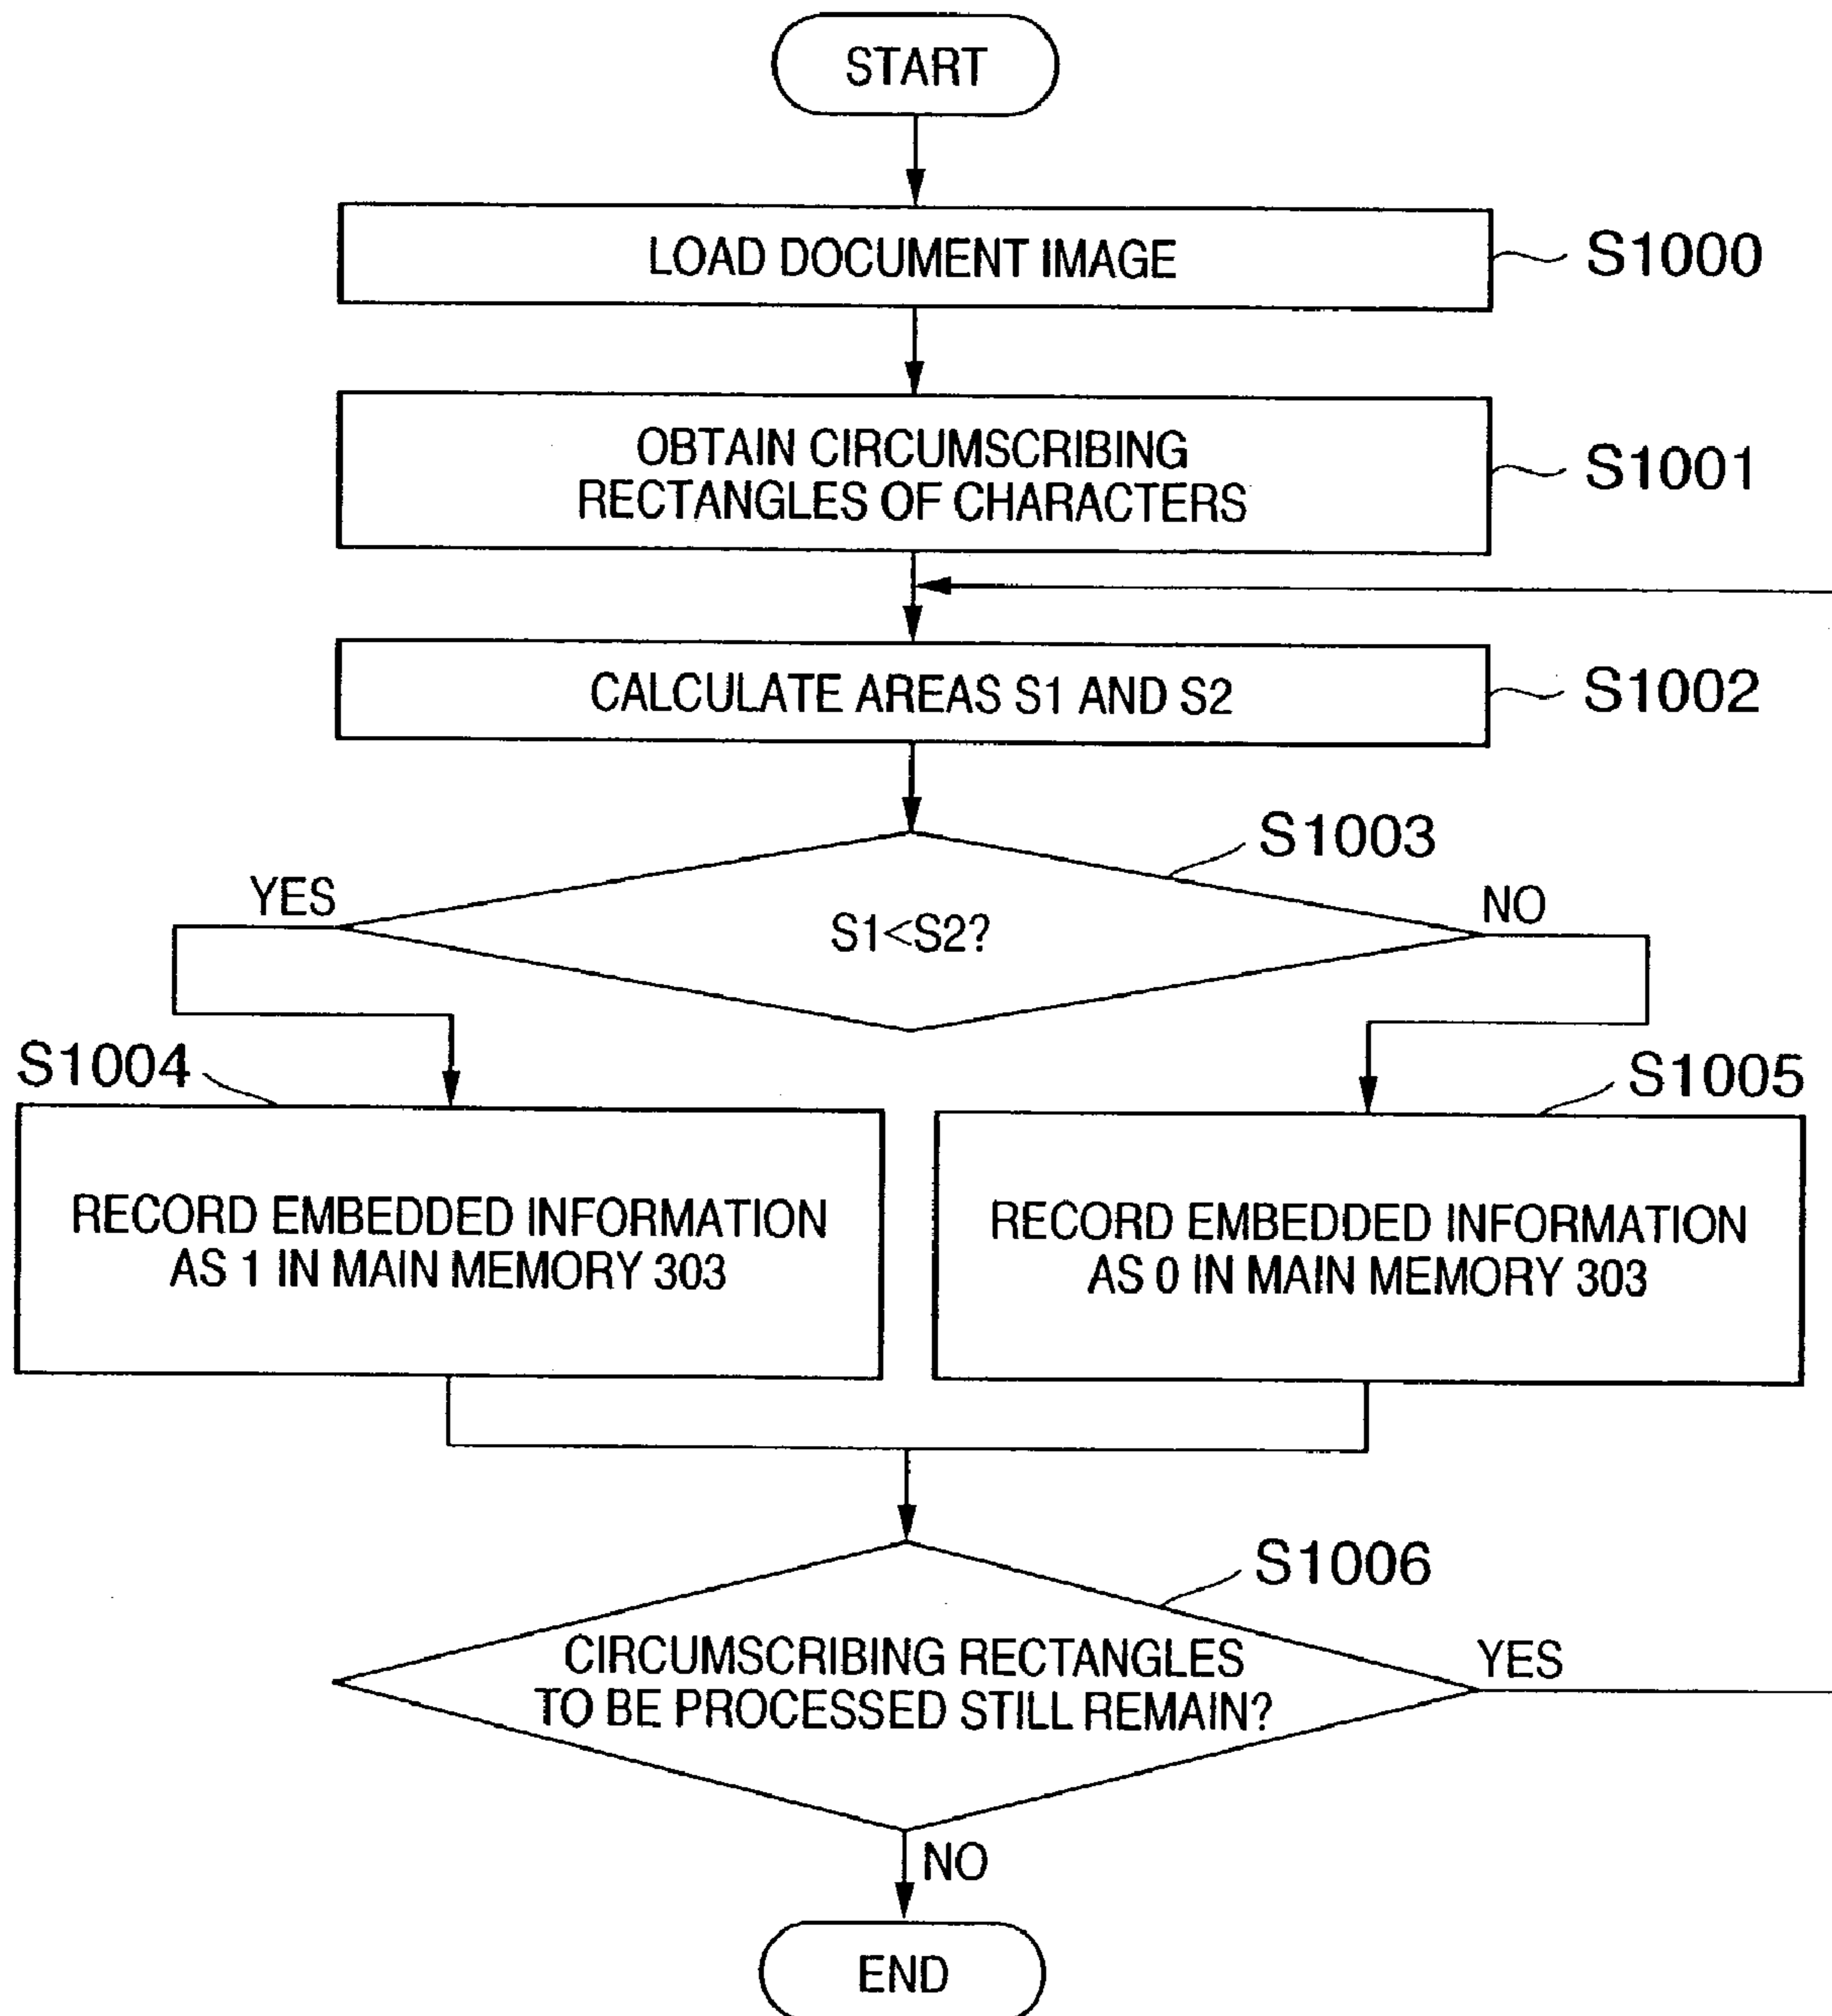 START
LOAD DOCUMENT IMAGE
S1000
OBTAIN CIRCUMSCRIBING
RECTANGLES OF CHARACTERS
S1001
CALCULATE AREAS S1 AND S2
S1002
S1003
YES
S1<S2?
NO
S1004
S1005
RECORD EMBEDDED INFORMATION
AS 1 IN MAIN MEMORY 303
RECORD EMBEDDED INFORMATION
AS 0 IN MAIN MEMORY 303
S1006
CIRCUMSCRIBING RECTANGLES
TO BE PROCESSED STILL REMAIN?
YES
NO
END